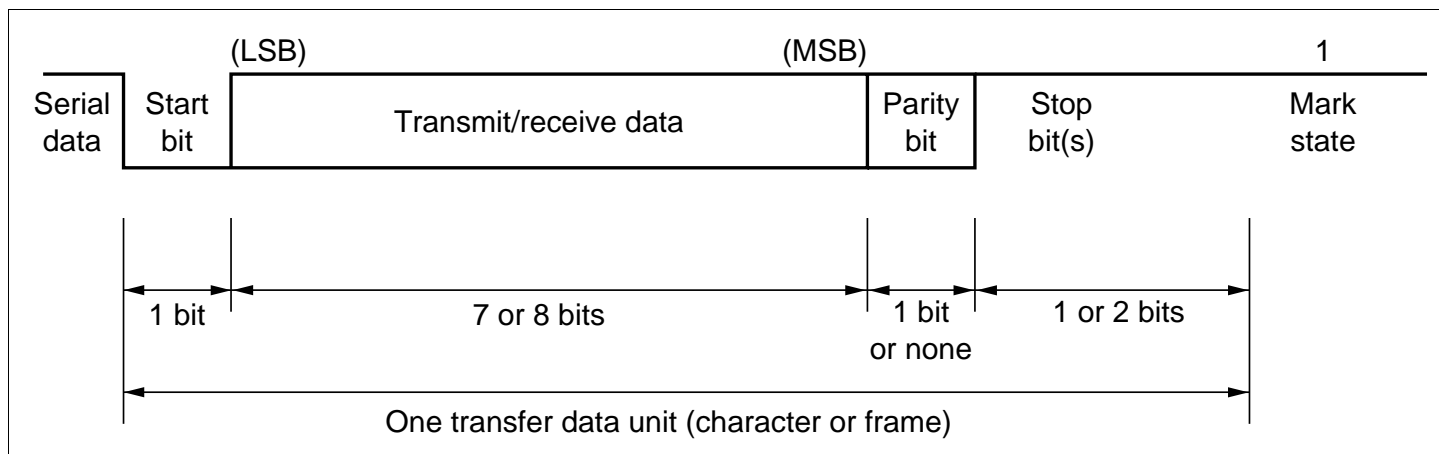 (LSB) (MSB) 1
Serial data
Start bit
Transmit/receive data
Parity bit
Stop bit(s)
Mark state
1 bit
7 or 8 bits
1 bit or none
1 or 2 bits
One transfer data unit (character or frame)